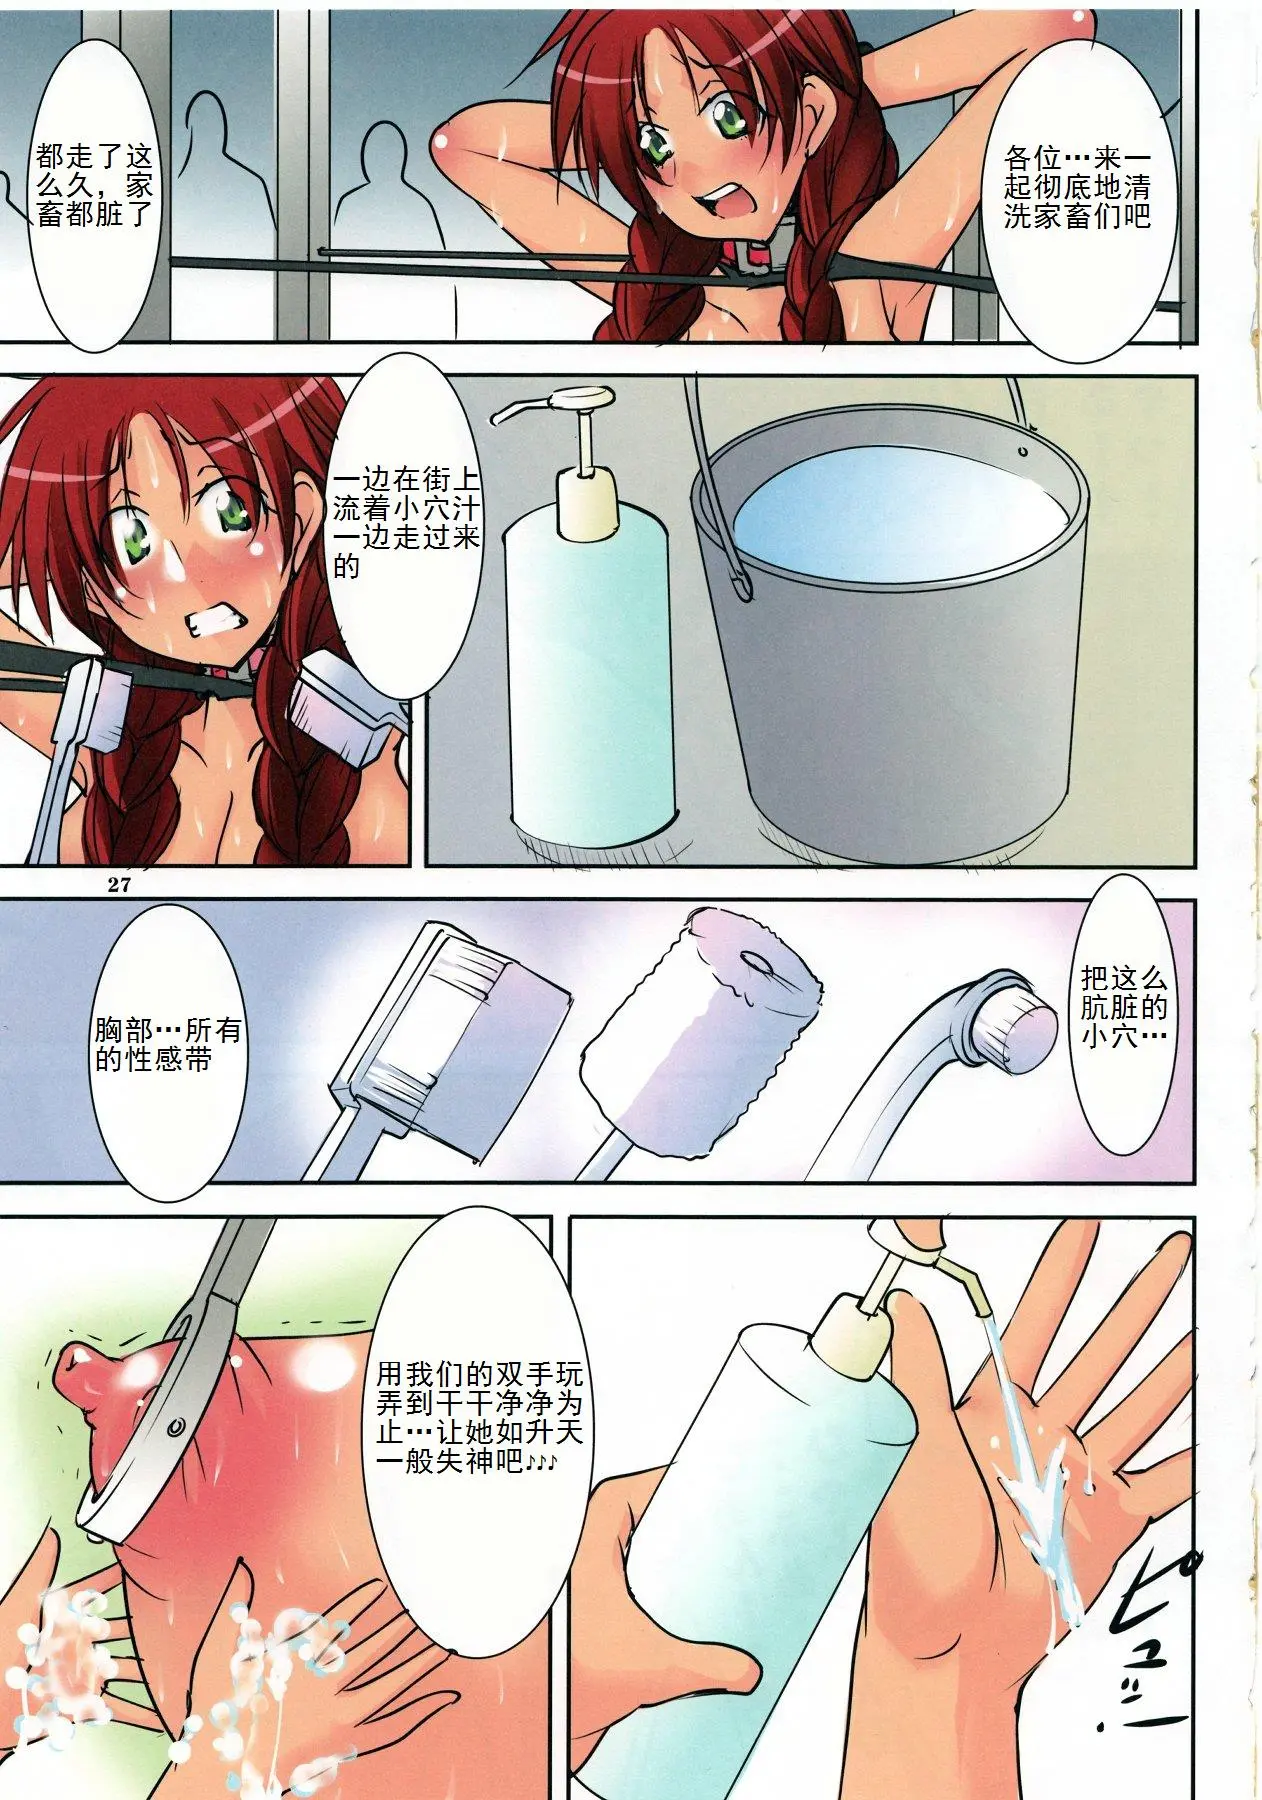 各位…来一
起彻底地清
洗家畜们吧
都走了这
么久，家
畜都脏了
一边在街上
流着小穴汁
一边走过来
的
27
把这么
肮脏的
小穴…
胸部…所有
的性感带
用我们的双手玩
弄到干干净净为
止…让她如升天
一般失神吧♪♪♪
ピュ